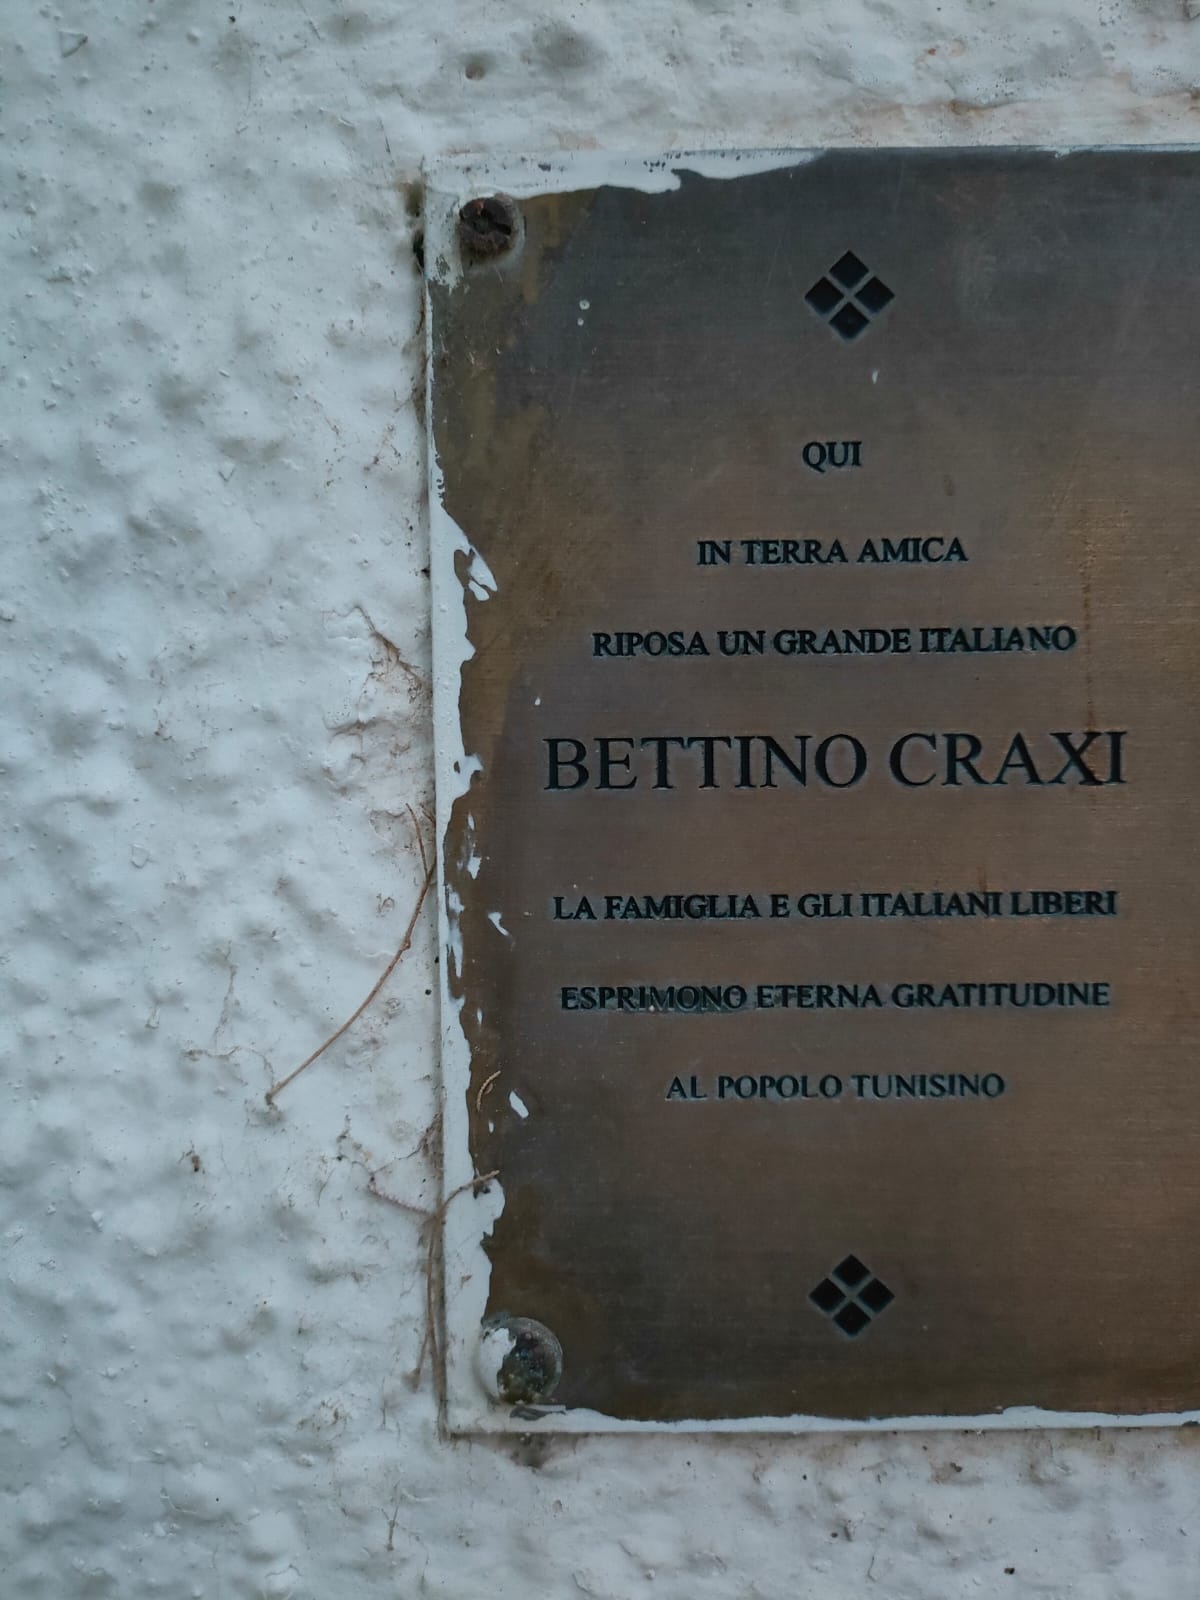 QUI
IN TERRA AMICA
RIPOSA UN GRANDE ITALIANO
BETTINO CRAXI
LA FAMIGLIA E GLI ITALIANI LIBERI
ESPRIMONO ETERNA GRATITUDINE
AL POPOLO TUNISINO